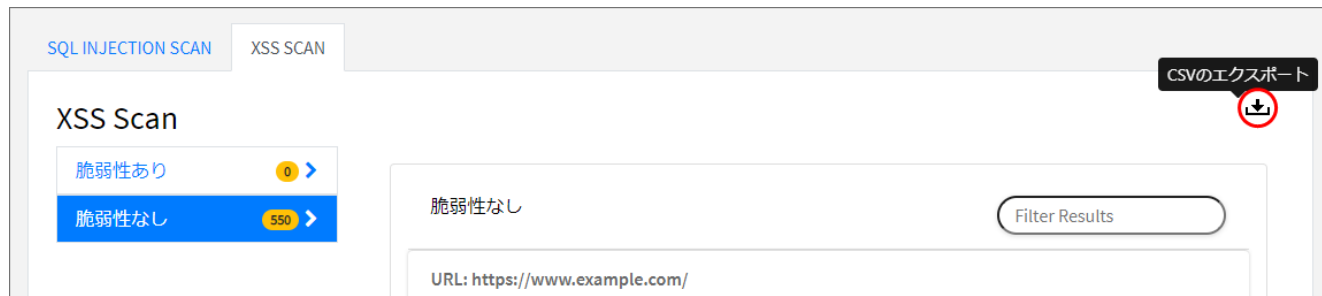 SQL INJECTION SCAN
XSS SCAN
CSVのエクスポート
XSS Scan
脆弱性あり 0
脆弱性なし 550
脆弱性なし
Filter Results
URL: https://www.example.com/